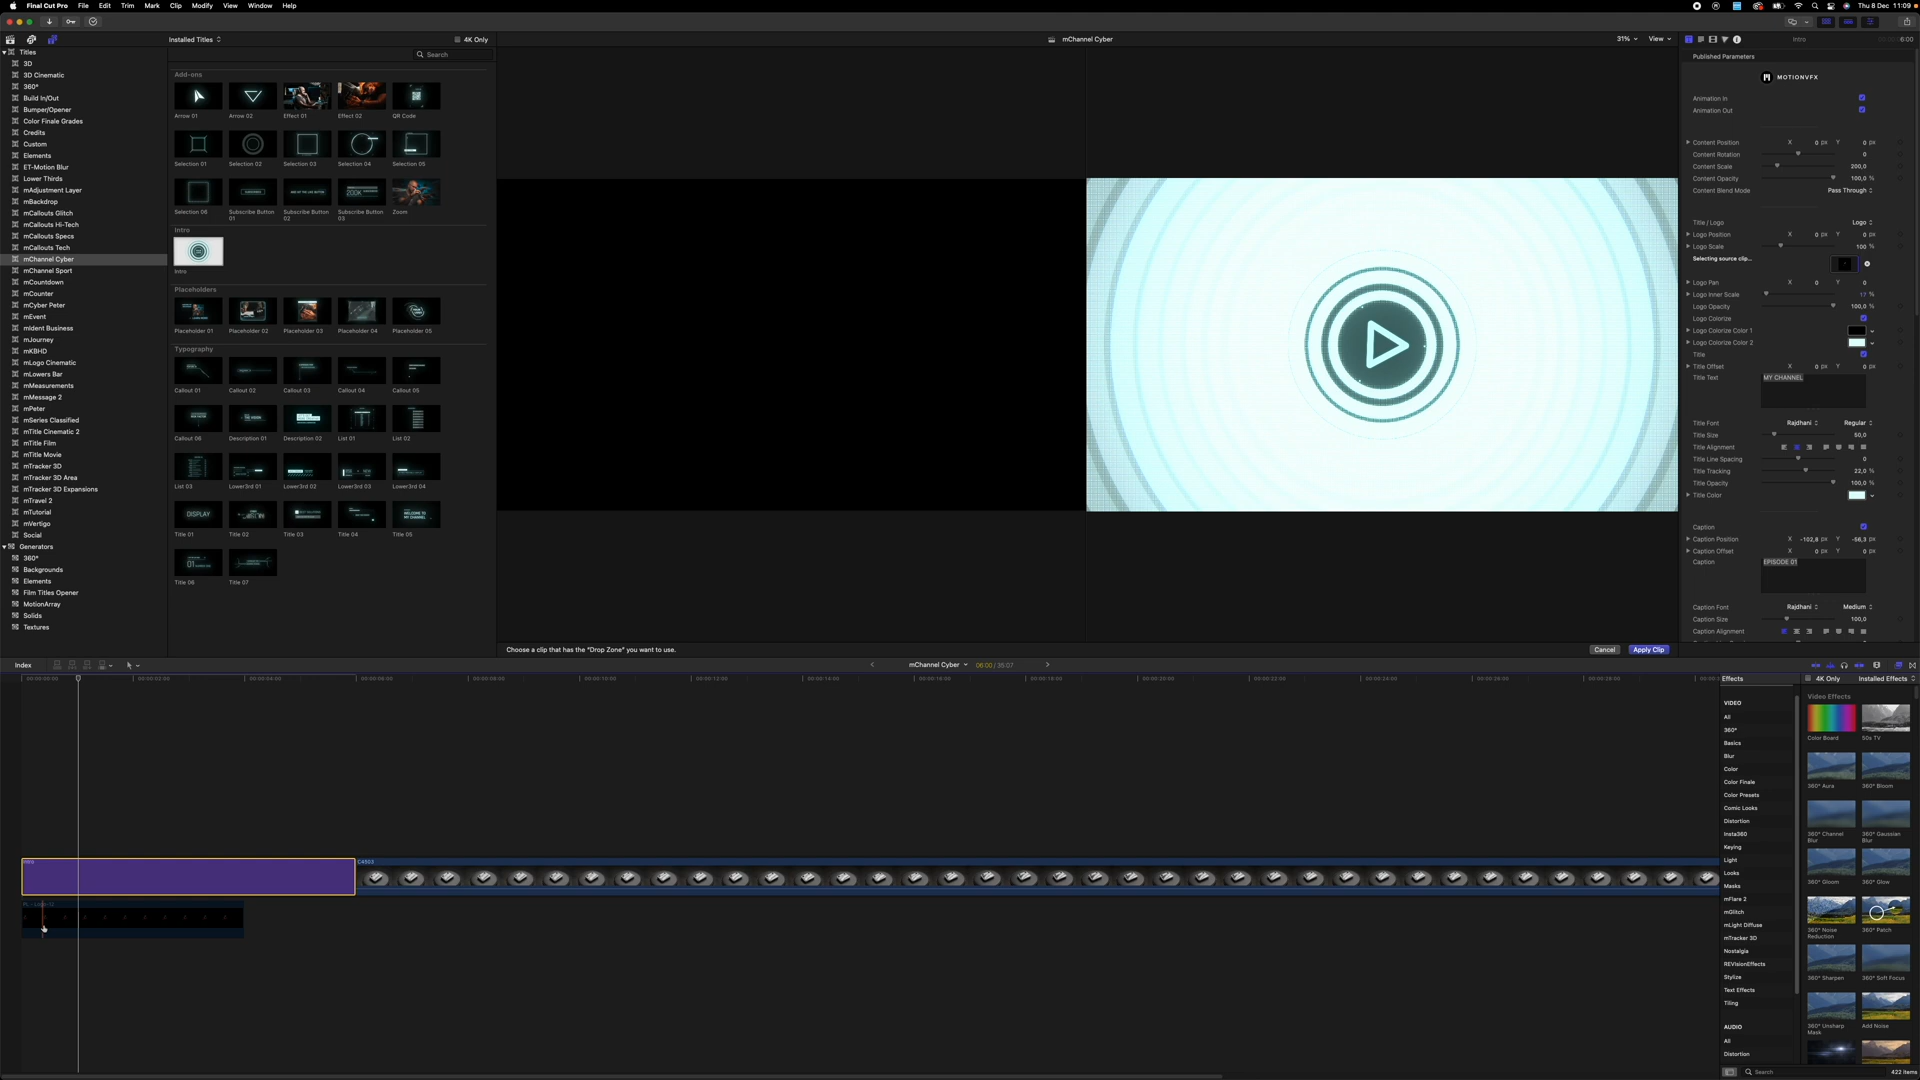 Final Cut Pro File Edit Trim Mark Clip Modify View Window Help
Thu 8 Dec 11:09
Installed Titles
4K Only
mChannel Cyber
31%
View
Intro
6:00
Titles
3D
3D Cinematic
360°
Build In/Out
Bumper/Opener
Color Finale Grades
Credits
Custom
Elements
ET-Motion Blur
Lower Thirds
mAdjustment Layer
mBackdrop
mCallouts Glitch
mCallouts Hi-Tech
mCallouts Specs
mCallouts Tech
mChannel Cyber
mChannel Sport
mCountdown
mCounter
mCyber Peter
mEvent
mIdent Business
mJourney
mKBHD
mLogo Cinematic
mLowers Bar
mMeasurements
mMessage 2
mPeter
mSeries Classified
mTitle Cinematic 2
mTitle Film
mTitle Movie
mTracker 3D
mTracker 3D Area
mTracker 3D Expansions
mTravel 2
mTutorial
mVertigo
Social
Generators
360°
Backgrounds
Elements
Film Titles Opener
MotionArray
Solids
Textures
Search
Add-ons
Arrow 01
Arrow 02
Effect 01
Effect 02
QR Code
Selection 01
Selection 02
Selection 03
Selection 04
Selection 05
Selection 06
Subscribe Button 01
Subscribe Button 02
Subscribe Button 03
Zoom
Intro
Intro
Placeholders
Placeholder 01
Placeholder 02
Placeholder 03
Placeholder 04
Placeholder 05
Typography
Callout 01
Callout 02
Callout 03
Callout 04
Callout 05
Callout 06
Description 01
Description 02
List 01
List 02
List 03
Lower3rd 01
Lower3rd 02
Lower3rd 03
Lower3rd 04
DISPLAY
Title 01
Title 02
Title 03
Title 04
Title 05
Title 06
Title 07
Choose a clip that has the "Drop Zone" you want to use.
Cancel
Apply Clip
Published Parameters
MOTIONVFX
Animation In
Animation Out
Content Position X 0 px Y 0 px
Content Rotation 0
Content Scale 200,0
Content Opacity 100,0 %
Content Blend Mode Pass Through
Title / Logo Logo
Logo Position X 0 px Y 0 px
Logo Scale 100 %
Selecting source clip...
Logo Pan X 0 Y 0
Logo Inner Scale 17 %
Logo Opacity 100,0 %
Logo Colorize
Logo Colorize Color 1
Logo Colorize Color 2
Title
Title Offset X 0 px Y 0 px
Title Text MY CHANNEL
Title Font Rajdhani Regular
Title Size 50,0
Title Alignment
Title Line Spacing 0
Title Tracking 22,0 %
Title Opacity 100,0 %
Title Color
Caption
Caption Position X -102,8 px Y -56,3 px
Caption Offset X 0 px Y 0 px
Caption EPISODE 01
Caption Font Rajdhani Medium
Caption Size 100,0
Caption Alignment
Index
mChannel Cyber
06:00 / 35:07
00:00:00:00
00:00:02:00
00:00:04:00
00:00:06:00
00:00:08:00
00:00:10:00
00:00:12:00
00:00:14:00
00:00:16:00
00:00:18:00
00:00:20:00
00:00:22:00
00:00:24:00
00:00:26:00
00:00:28:00
Intro
C4503
Effects
4K Only
Installed Effects
VIDEO
All
360°
Basics
Blur
Color
Color Finale
Color Presets
Comic Looks
Distortion
Insta360
Keying
Light
Looks
Masks
mFlare 2
mGlitch
mLight Diffuse
mTracker 3D
Nostalgia
REVisionEffects
Stylize
Text Effects
Tiling
AUDIO
All
Distortion
Video Effects
Color Board
50s TV
360° Aura
360° Bloom
360° Channel Blur
360° Gaussian Blur
360° Gloom
360° Glow
360° Noise Reduction
360° Patch
360° Sharpen
360° Soft Focus
360° Unsharp Mask
Add Noise
Search
422 items